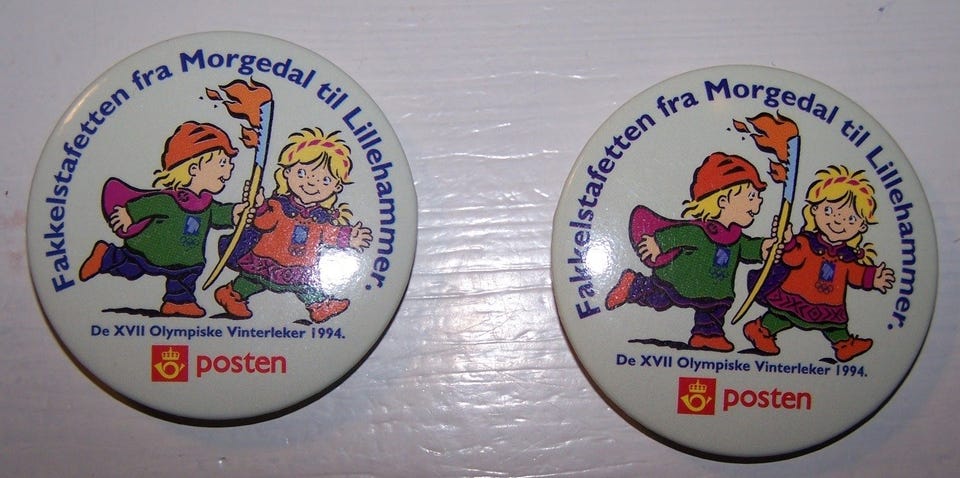 Fakkelstafetten fra Morgedal til Lillehammer.
De XVII Olympiske Vinterleker 1994.
posten
Fakkelstafetten fra Morgedal til Lillehammer.
De XVII Olympiske Vinterleker 1994.
posten